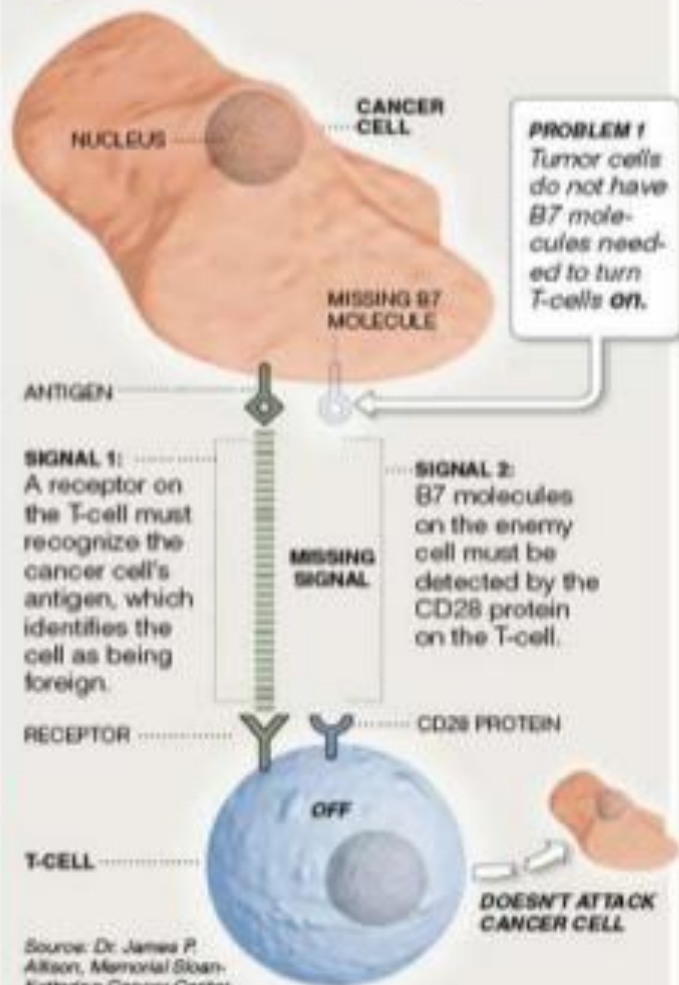 NUCLEUS
CANCER
CELL
PROBLEM 1
Tumor cells
do not have
B7 mole-
cules need-
ed to turn
T-cells on.
MISSING B7
MOLECULE
ANTIGEN
SIGNAL 1:
A receptor on
the T-cell must
recognize the
cancer cell's
antigen, which
identifies the
cell as being
foreign.
MISSING
SIGNAL
SIGNAL 2:
B7 molecules
on the enemy
cell must be
detected by the
CD28 protein
on the T-cell.
RECEPTOR
CD28 PROTEIN
OFF
T-CELL
DOESN'T ATTACK
CANCER CELL
Source: Dr. James P.
Allison, Memorial Sloan-
Kettering Cancer Center